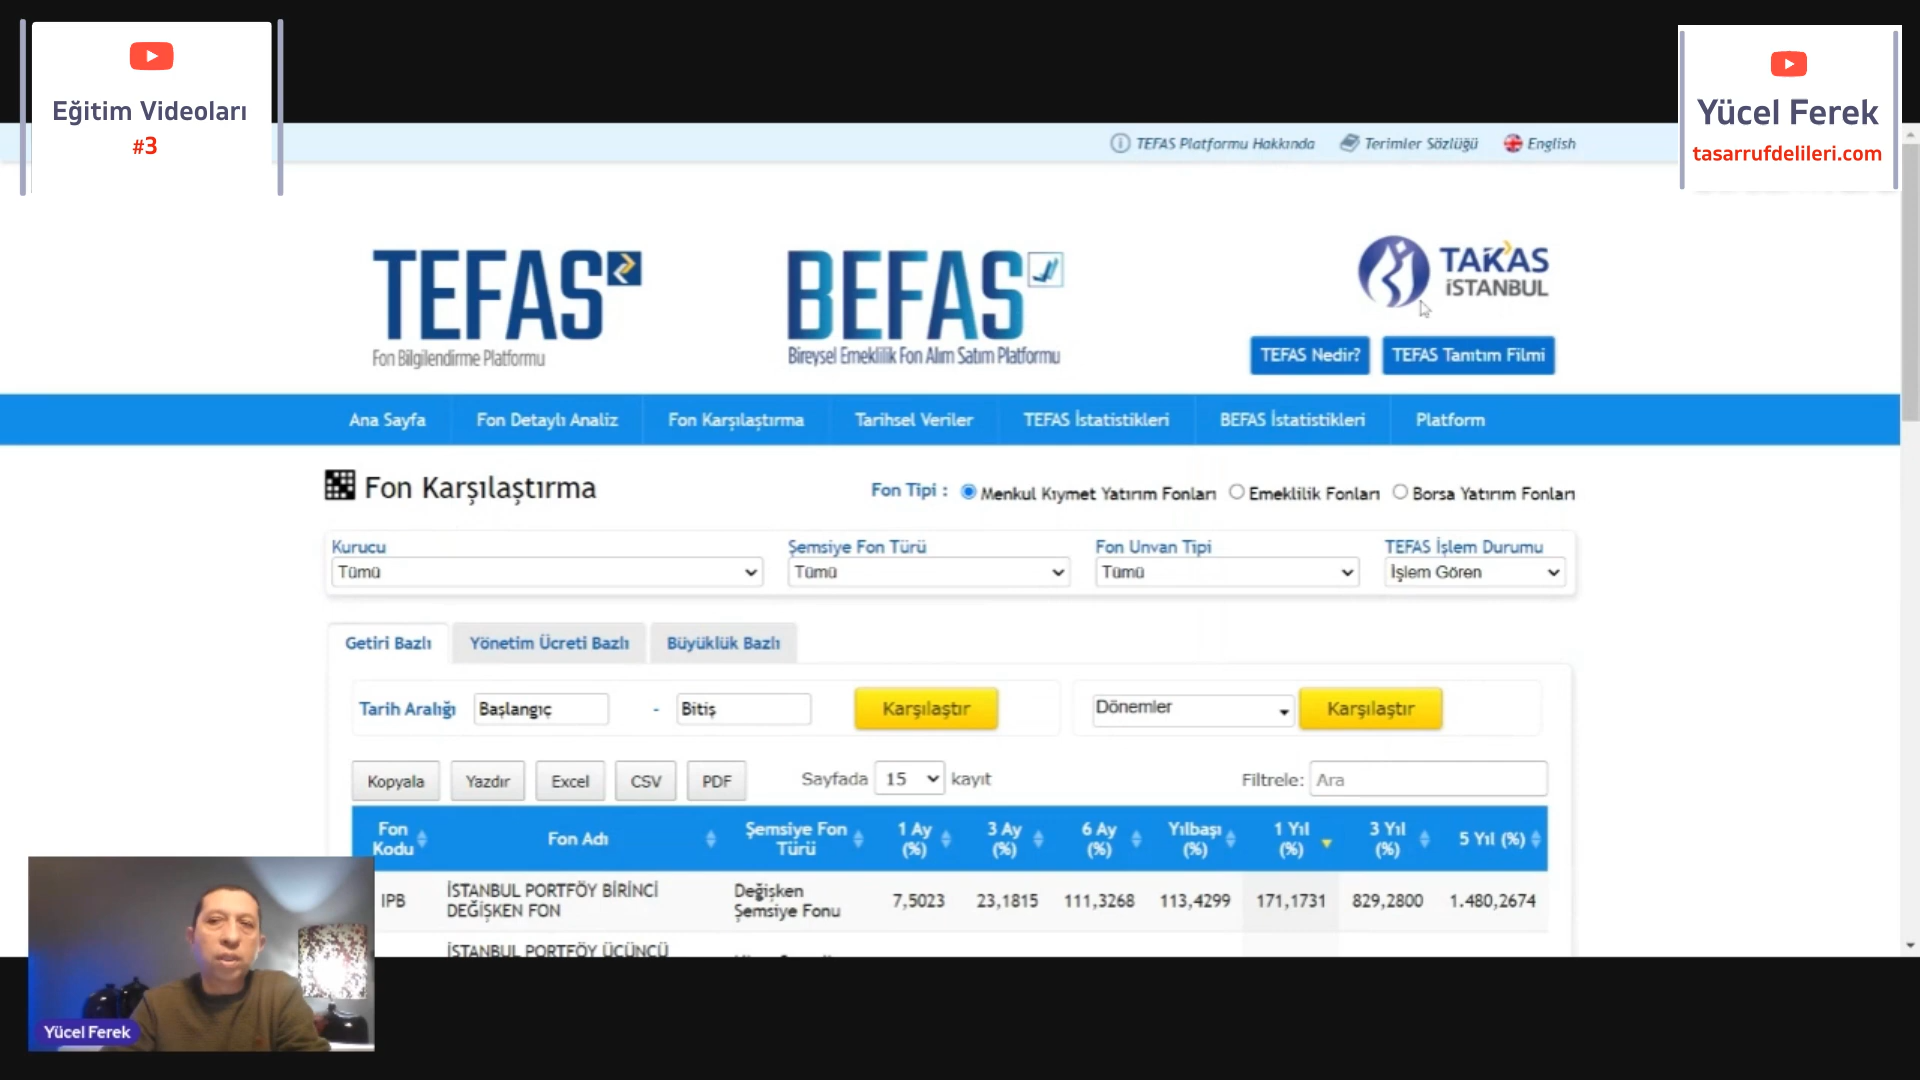 Eğitim Videoları
#3
Yücel Ferek
tasarrufdelileri.com
TEFAS Platformu Hakkında
Terimler Sözlüğü
English
TEFAS
Fon Bilgilendirme Platformu
BEFAS
Bireysel Emeklilik Fon Alım Satım Platformu
TAKAS
İSTANBUL
TEFAS Nedir?
TEFAS Tanıtım Filmi
Ana Sayfa
Fon Detaylı Analiz
Fon Karşılaştırma
Tarihsel Veriler
TEFAS İstatistikleri
BEFAS İstatistikleri
Platform
Fon Karşılaştırma
Fon Tipi : Menkul Kıymet Yatırım Fonları Emeklilik Fonları Borsa Yatırım Fonları
Kurucu
Tümü
Şemsiye Fon Türü
Tümü
Fon Unvan Tipi
Tümü
TEFAS İşlem Durumu
İşlem Gören
Getiri Bazlı
Yönetim Ücreti Bazlı
Büyüklük Bazlı
Tarih Aralığı Başlangıç - Bitiş Karşılaştır
Dönemler Karşılaştır
Kopyala Yazdır Excel CSV PDF
Sayfada 15 kayıt
Filtrele: Ara
Fon Kodu
Fon Adı
Şemsiye Fon Türü
1 Ay (%)
3 Ay (%)
6 Ay (%)
Yılbaşı (%)
1 Yıl (%)
3 Yıl (%)
5 Yıl (%)
IPB
İSTANBUL PORTFÖY BİRİNCİ
DEĞİŞKEN FON
Değişken
Şemsiye Fonu
7,5023 23,1815 111,3268 113,4299 171,1731 829,2800 1.480,2674
İSTANBUL PORTFÖY ÜÇÜNCÜ
Yücel Ferek